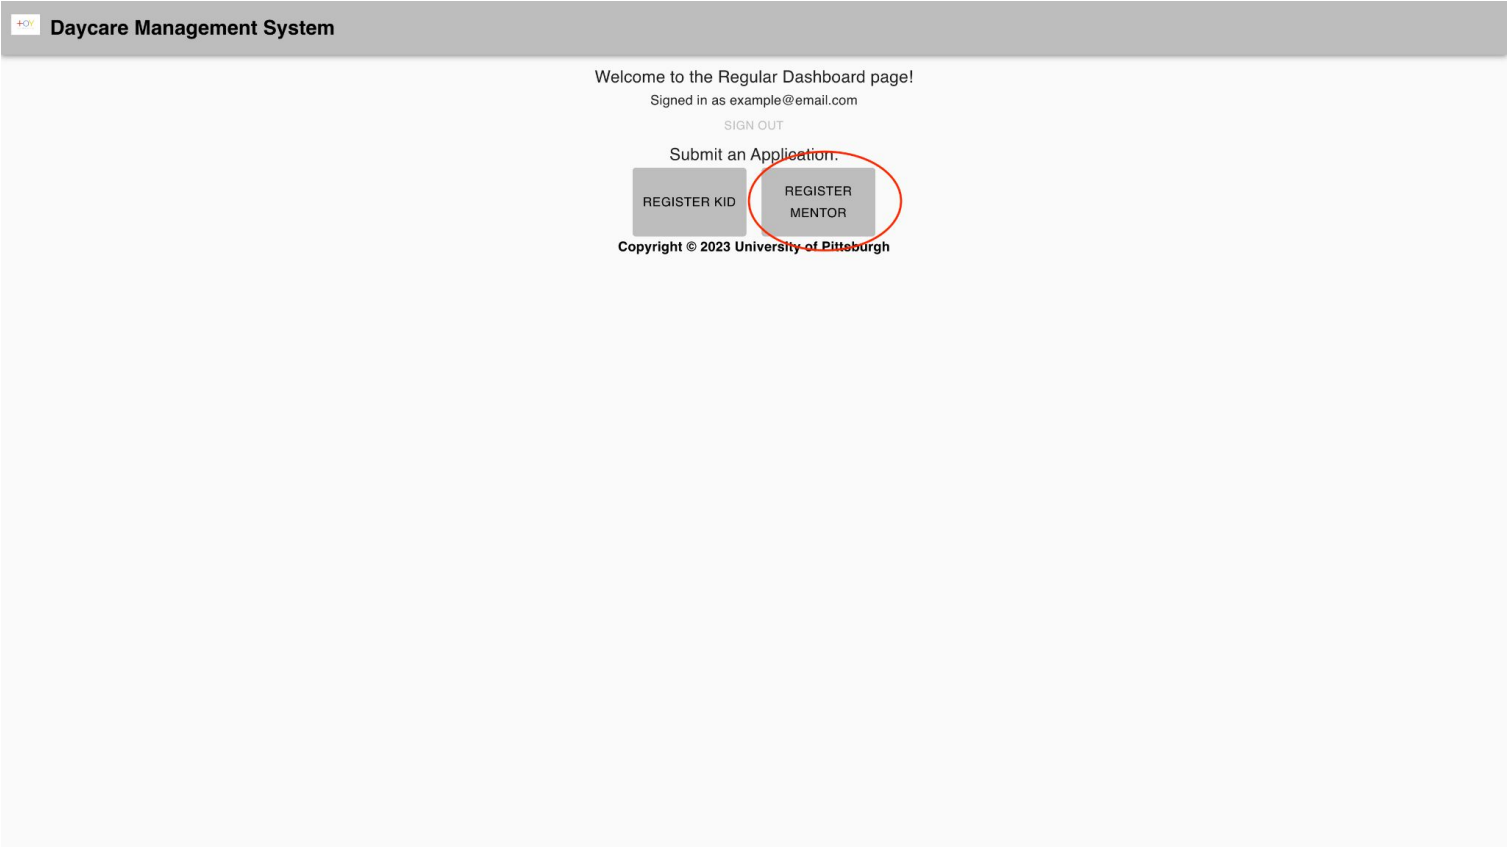 +OY
Daycare Management System
Welcome to the Regular Dashboard page!
Signed in as example@email.com
SIGN OUT
Submit an Application:
REGISTER KID
REGISTER
MENTOR
Copyright © 2023 University of Pittsburgh